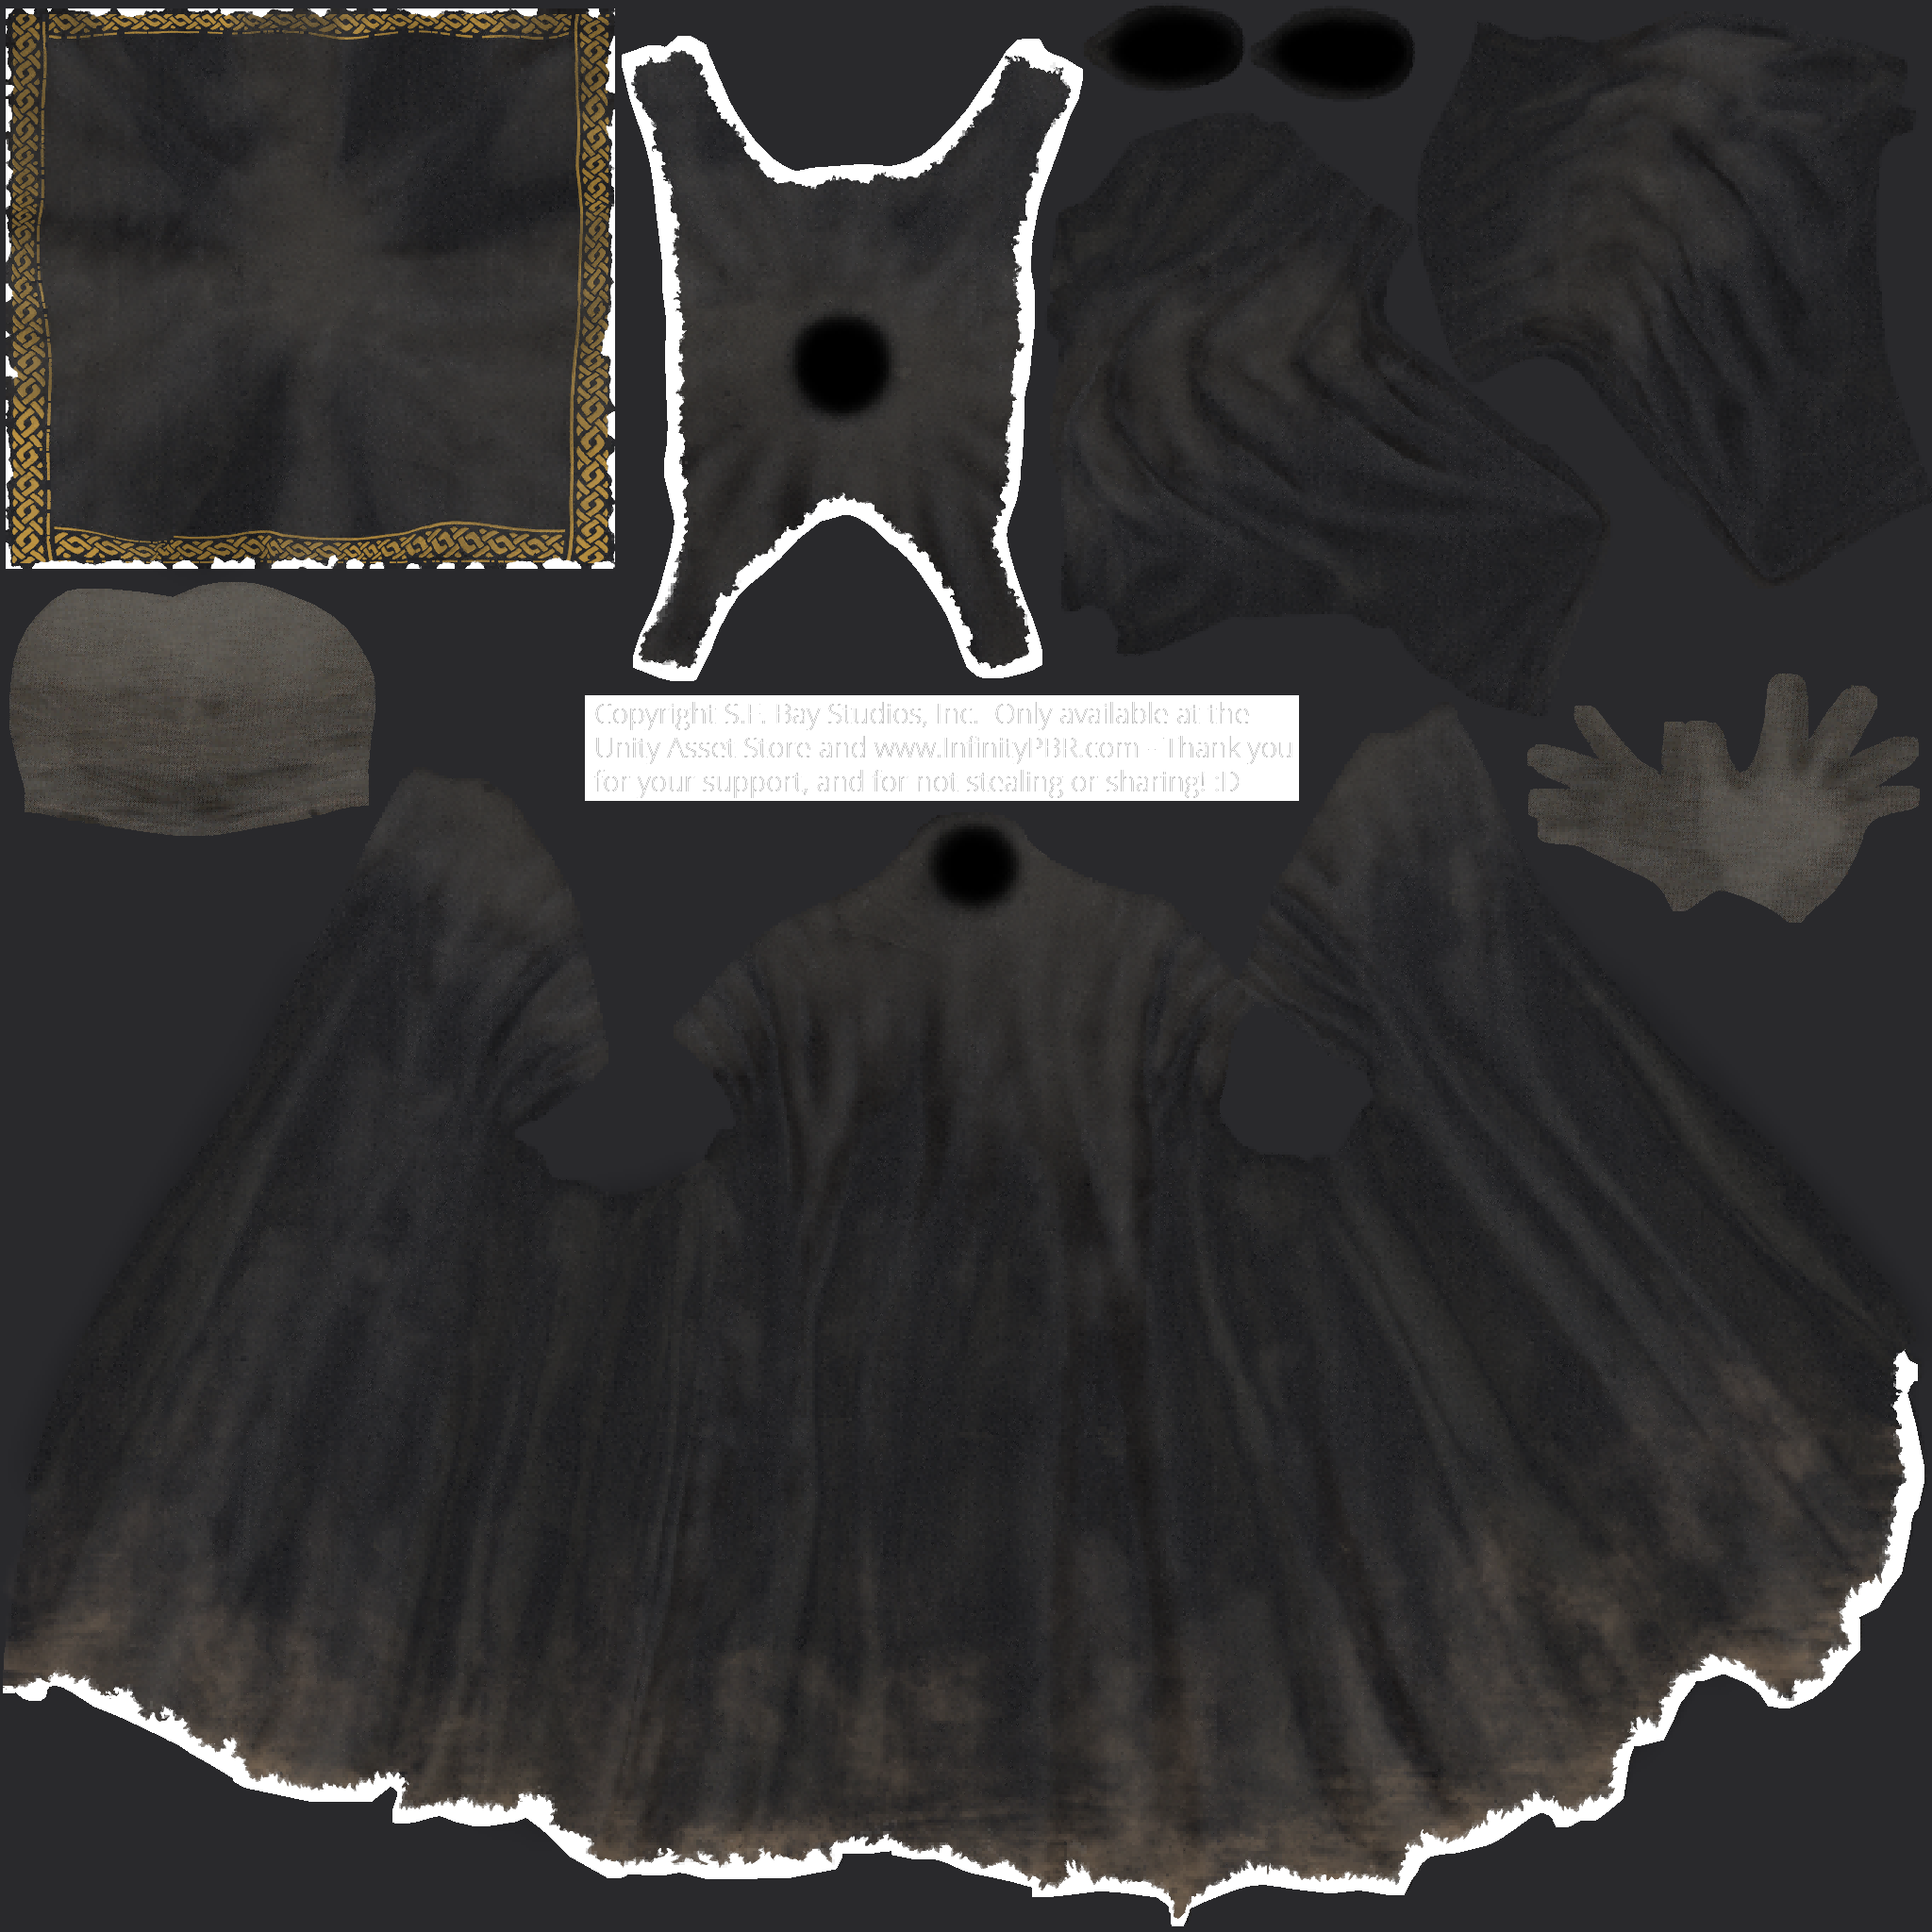 Copyright S.F. Bay Studios, Inc.  Only available at the
Unity Asset Store and www.InfinityPBR.com - Thank you
for your support, and for not stealing or sharing! :D